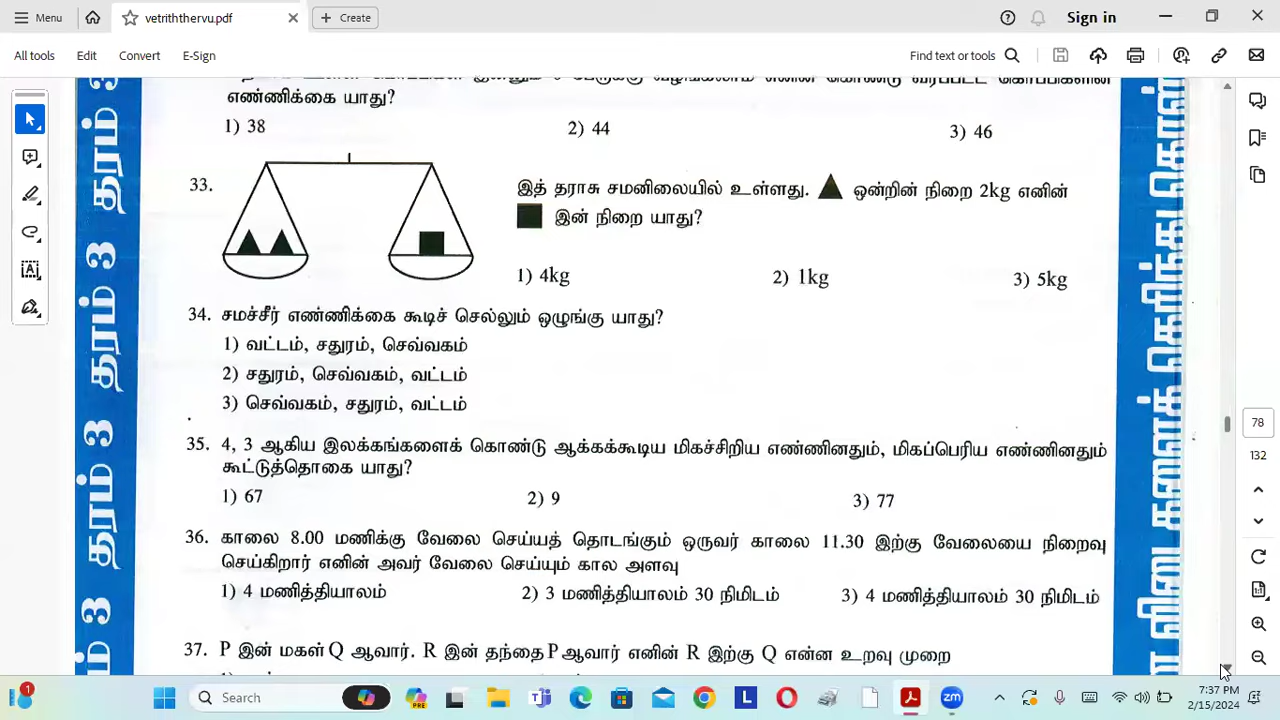 Menu
vetriththervu.pdf
Create
Sign in
All tools Edit Convert E-Sign
Find text or tools
எண்ணிக்கை யாது?
1) 38 2) 44 3) 46
33. இத் தராசு சமனிலையில் உள்ளது. ஒன்றின் நிறை 2kg எனின்
இன் நிறை யாது?
1) 4kg 2) 1kg 3) 5kg
34. சமச்சீர் எண்ணிக்கை கூடிச் செல்லும் ஒழுங்கு யாது?
1) வட்டம், சதுரம், செவ்வகம்
2) சதுரம், செவ்வகம், வட்டம்
3) செவ்வகம், சதுரம், வட்டம்
35. 4, 3 ஆகிய இலக்கங்களைக் கொண்டு ஆக்கக்கூடிய மிகச்சிறிய எண்ணினதும், மிகப்பெரிய எண்ணினதும்
கூட்டுத்தொகை யாது?
1) 67 2) 9 3) 77
36. காலை 8.00 மணிக்கு வேலை செய்யத் தொடங்கும் ஒருவர் காலை 11.30 இற்கு வேலையை நிறைவு
செய்கிறார் எனின் அவர் வேலை செய்யும் கால அளவு
1) 4 மணித்தியாலம் 2) 3 மணித்தியாலம் 30 நிமிடம் 3) 4 மணித்தியாலம் 30 நிமிடம்
37. P இன் மகள் Q ஆவார். R இன் தந்தை P ஆவார் எனின் R இற்கு Q என்ன உறவு முறை
தரம் 3 தரம் 3 தரம் 3
78
132
Search
PRE
7:37 PM
2/15/2024